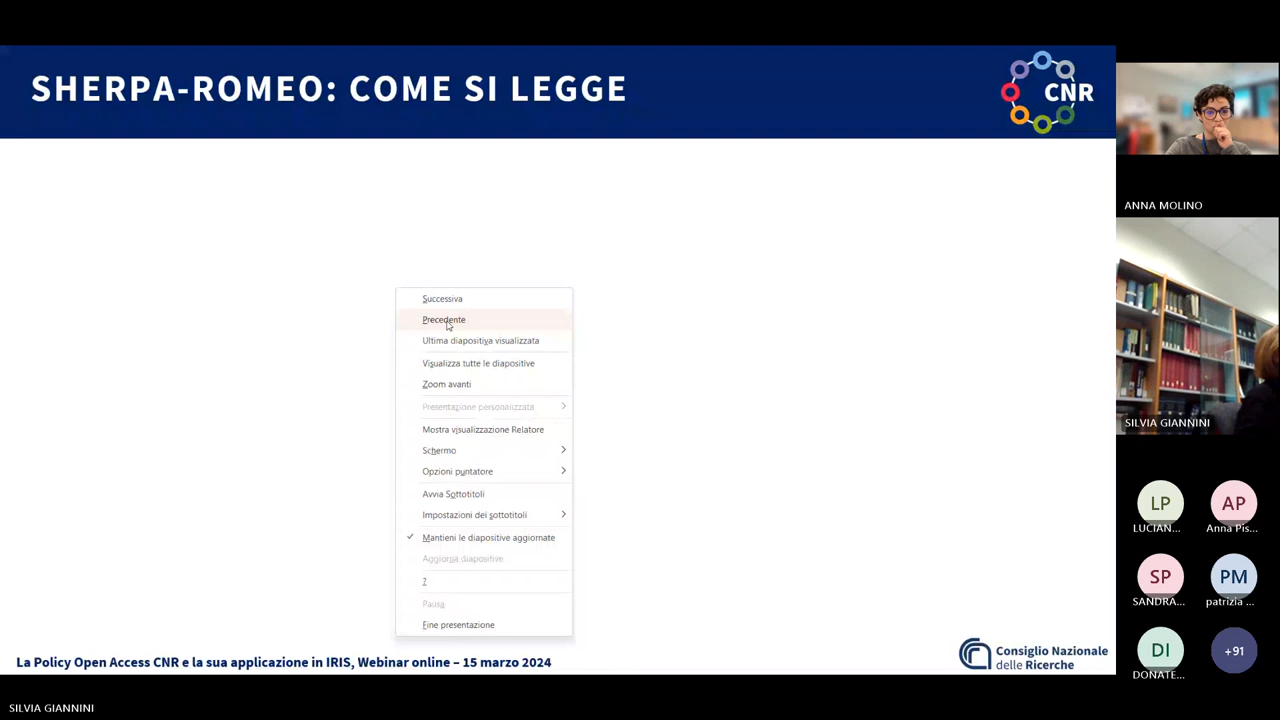 SHERPA-ROMEO: COME SI LEGGE
CNR
Successiva
Precedente
Ultima diapositiva visualizzata
Visualizza tutte le diapositive
Zoom avanti
Presentazione personalizzata
Mostra visualizzazione Relatore
Schermo
Opzioni puntatore
Avvia Sottotitoli
Impostazioni dei sottotitoli
Mantieni le diapositive aggiornate
Aggiorna diapositive
?
Pausa
Fine presentazione
La Policy Open Access CNR e la sua applicazione in IRIS, Webinar online – 15 marzo 2024
Consiglio Nazionale
delle Ricerche
ANNA MOLINO
SILVIA GIANNINI
LP
LUCIAN...
AP
Anna Pis...
SP
SANDRA...
PM
patrizia ...
DI
DONATE...
+91
SILVIA GIANNINI